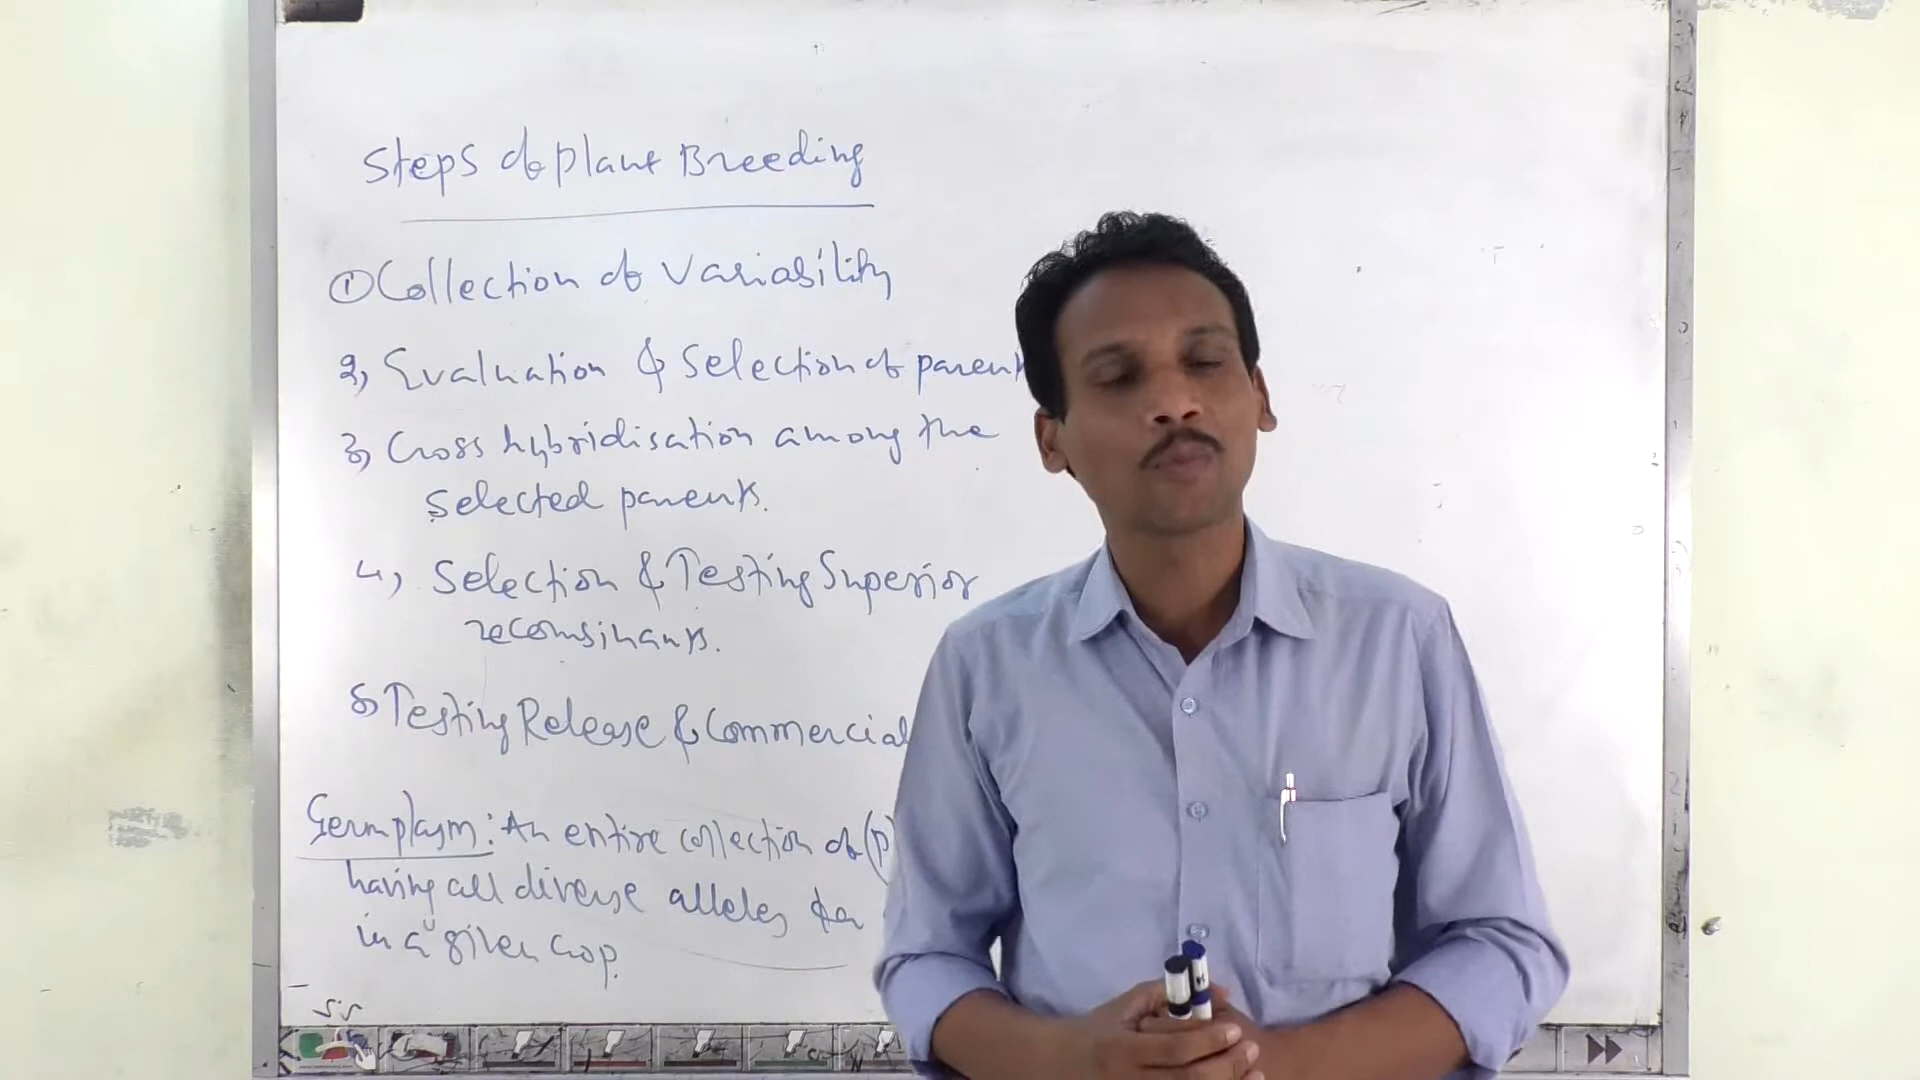 Steps of plant Breeding
① Collection of variability
2) Evaluation & Selection of parent
3) Cross hybridisation among the
selected parents.
4) Selection & Testing Superior
recombinants.
5 Testing Release & Commercial
Germplasm: An entire collection of (p
having all diverse alleles for
in a given crop.